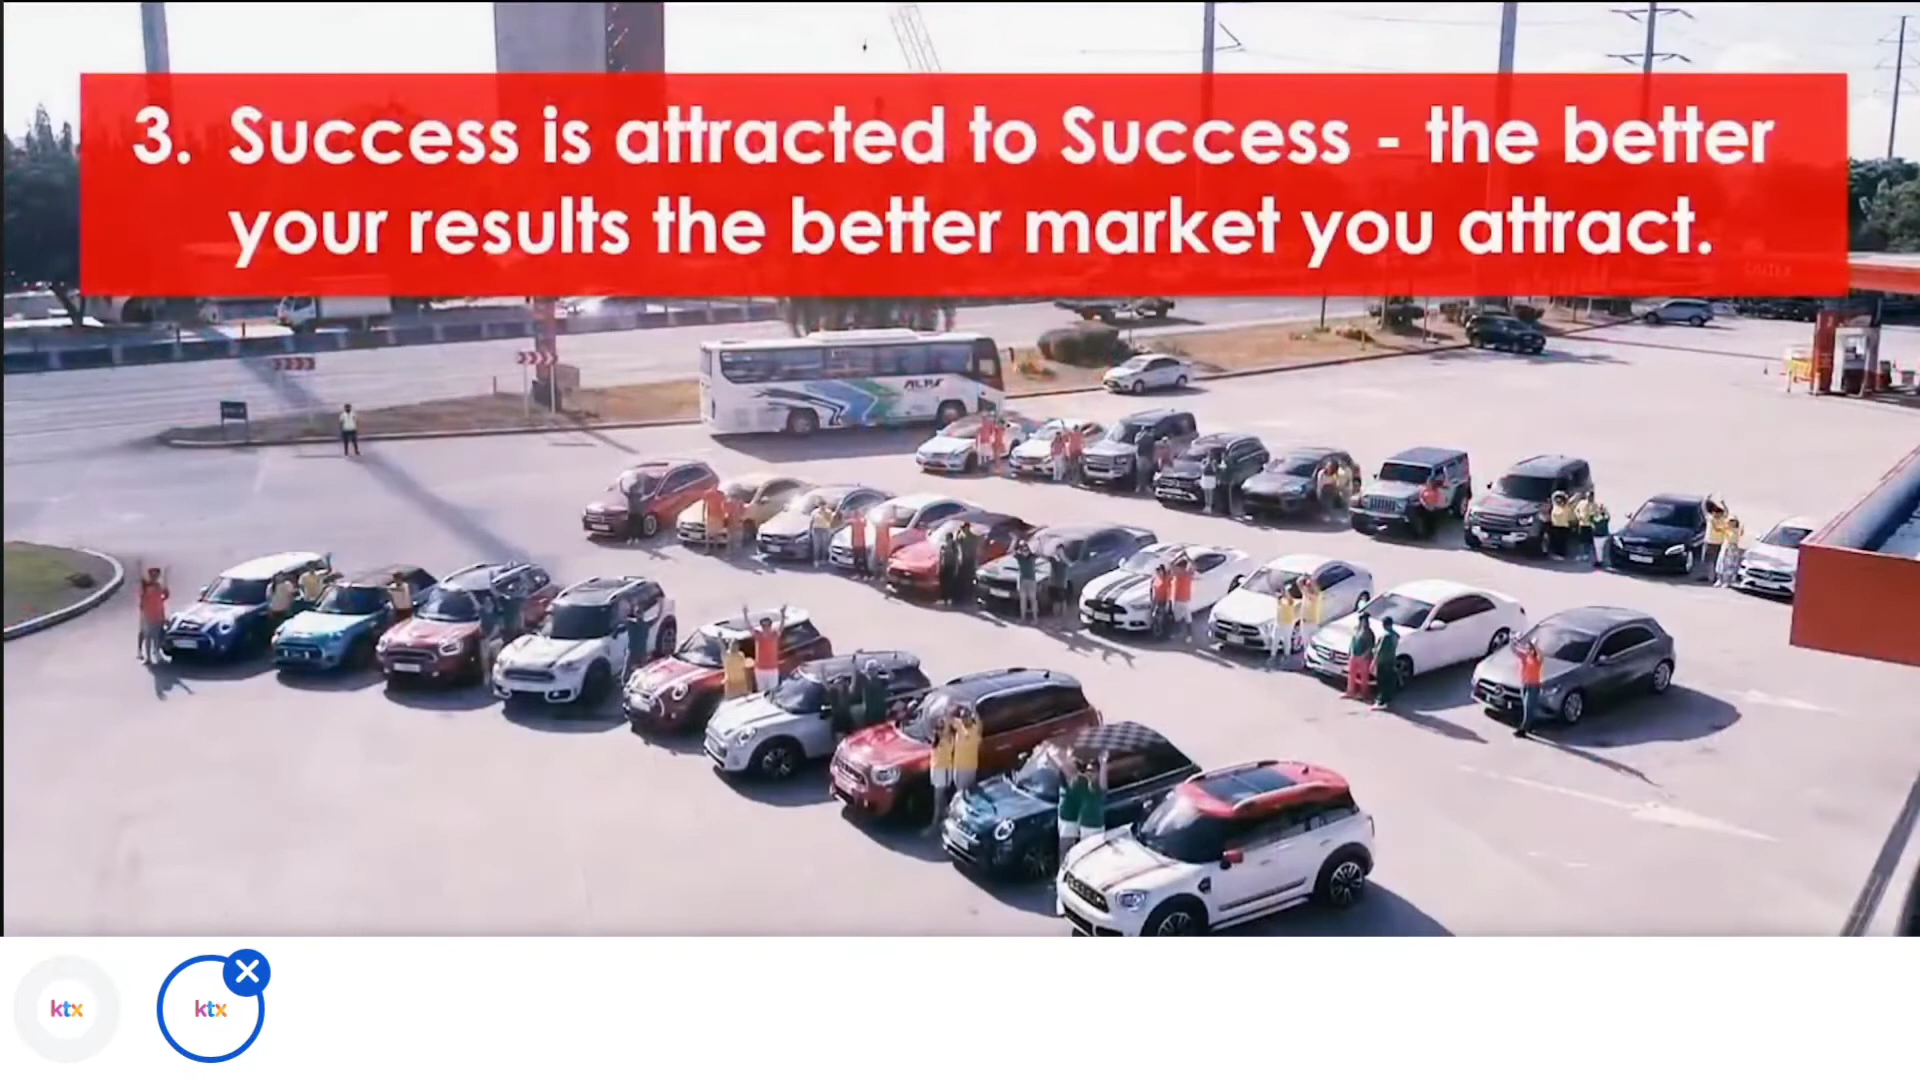 3. Success is attracted to Success - the better
your results the better market you attract.
ktx
ktx